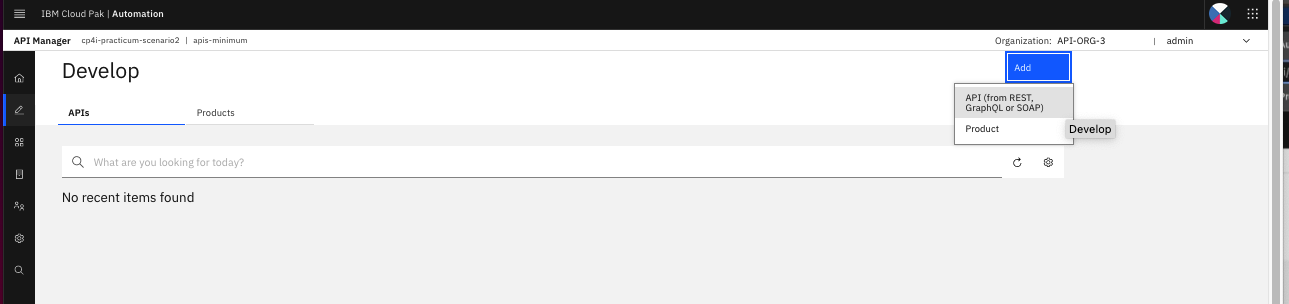 IBM Cloud Pak | Automation
API Manager cp4i-practicum-scenario2 | apis-minimum Organization: API-ORG-3 | admin
Develop
Add
API (from REST,
GraphQL or SOAP)
APIs Products
Product
Develop
What are you looking for today?
No recent items found